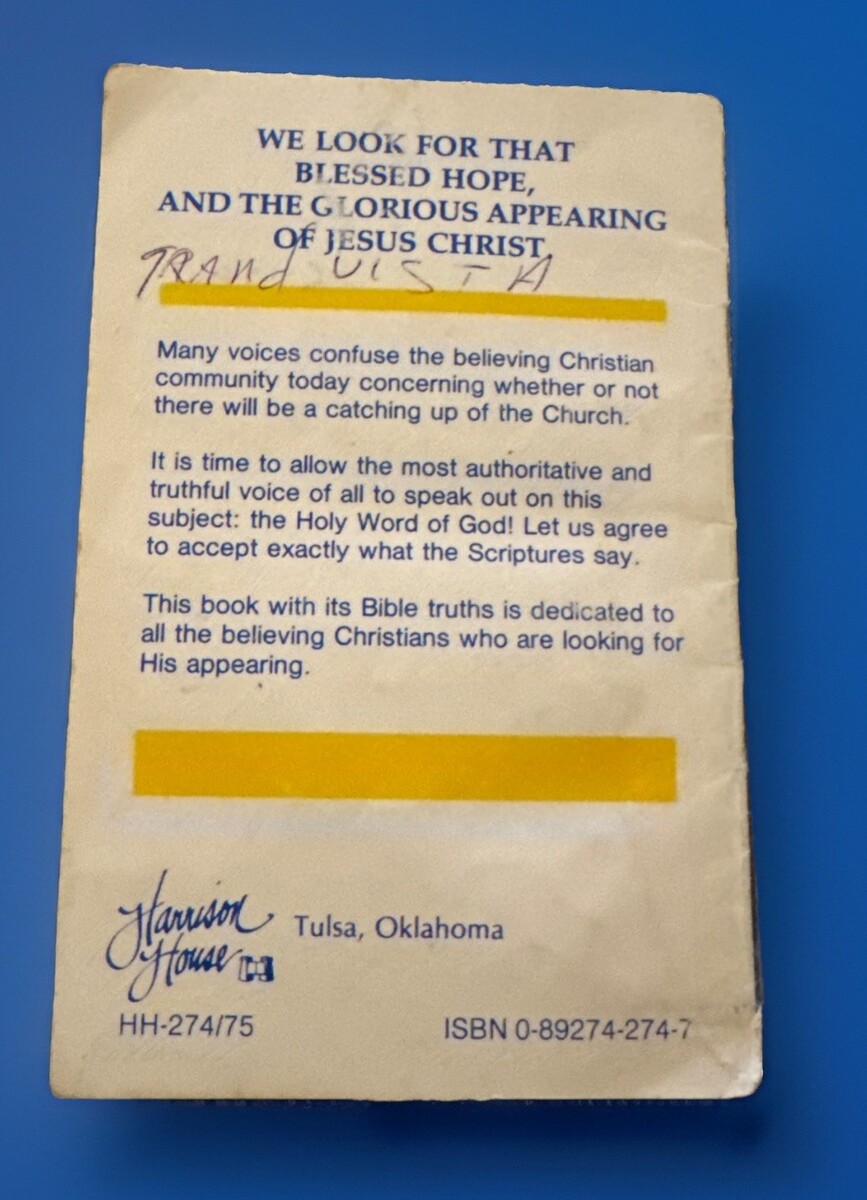 WE LOOK FOR THAT
BLESSED HOPE,
AND THE GLORIOUS APPEARING
OF JESUS CHRIST.
VISTA
Many voices confuse the believing Christian
community today concerning whether or not
there will be a catching up of the Church.
It is time to allow the most authoritative and
truthful voice of all to speak out on this
subject: the Holy Word of God! Let us agree
to accept exactly what the Scriptures say.
This book with its Bible truths is dedicated to
all the believing Christians who are looking for
His appearing.
Harrison
House
Tulsa, Oklahoma
HH-274/75
ISBN 0-89274-274-7